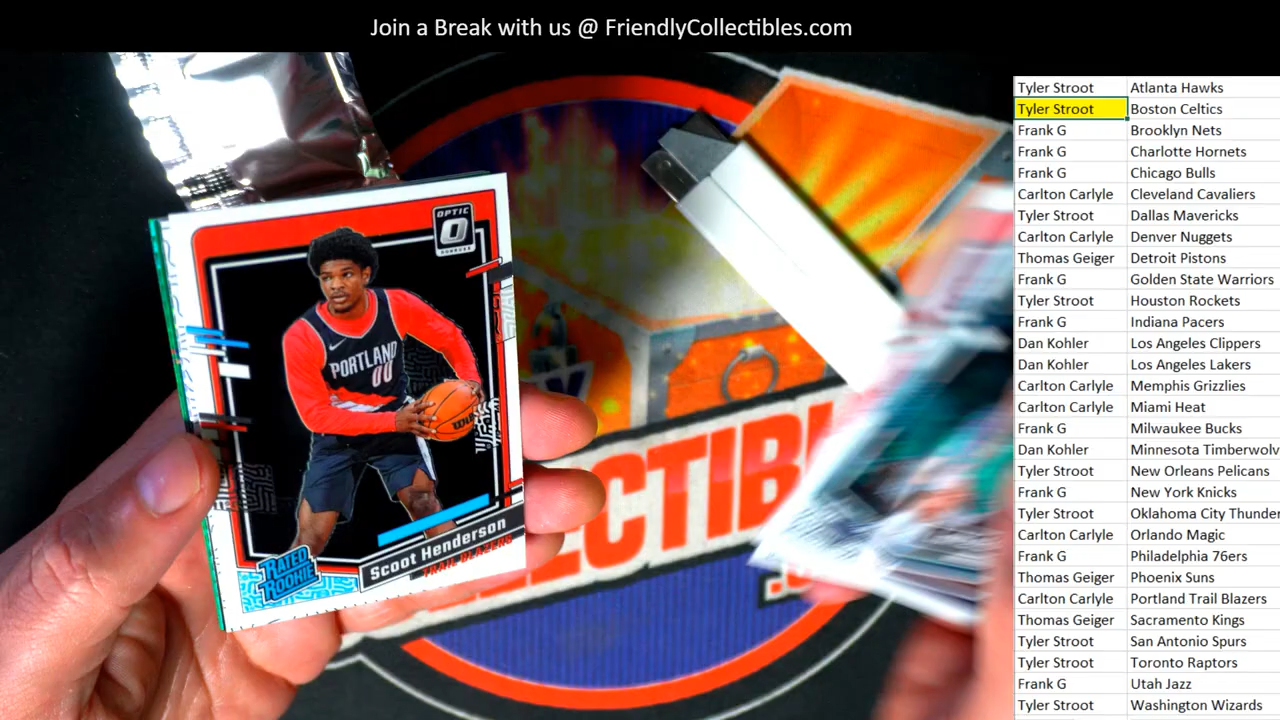 Join a Break with us @ FriendlyCollectibles.com
OPTIC
DONRUSS
PORTLAND
00
RATED
ROOKIE
Scoot Henderson
TRAIL BLAZERS
LECTIBL
Tyler Stroot Atlanta Hawks
Tyler Stroot Boston Celtics
Frank G Brooklyn Nets
Frank G Charlotte Hornets
Frank G Chicago Bulls
Carlton Carlyle Cleveland Cavaliers
Tyler Stroot Dallas Mavericks
Carlton Carlyle Denver Nuggets
Thomas Geiger Detroit Pistons
Frank G Golden State Warriors
Tyler Stroot Houston Rockets
Frank G Indiana Pacers
Dan Kohler Los Angeles Clippers
Dan Kohler Los Angeles Lakers
Carlton Carlyle Memphis Grizzlies
Carlton Carlyle Miami Heat
Frank G Milwaukee Bucks
Dan Kohler Minnesota Timberwolv
Tyler Stroot New Orleans Pelicans
Frank G New York Knicks
Tyler Stroot Oklahoma City Thunder
Carlton Carlyle Orlando Magic
Frank G Philadelphia 76ers
Thomas Geiger Phoenix Suns
Carlton Carlyle Portland Trail Blazers
Thomas Geiger Sacramento Kings
Tyler Stroot San Antonio Spurs
Tyler Stroot Toronto Raptors
Frank G Utah Jazz
Tyler Stroot Washington Wizards